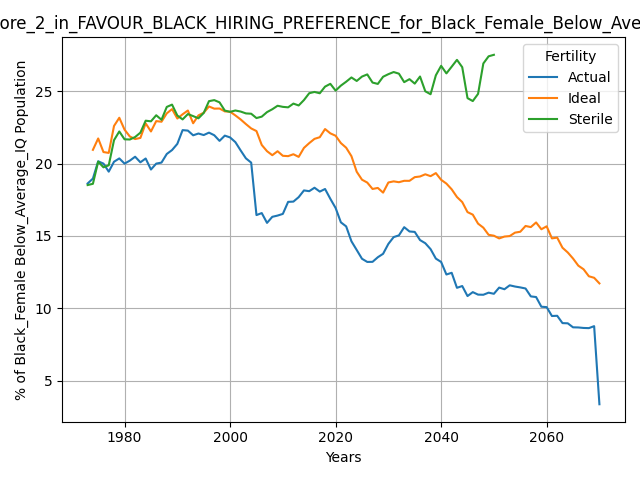 ore_2_in_FAVOUR_BLACK_HIRING_PREFERENCE_for_Black_Female_Below_Ave
% of Black_Female Below_Average_IQ Population
25
20
15
10
5
1980
2000
2020
2040
2060
Years
Fertility
Actual
Ideal
Sterile